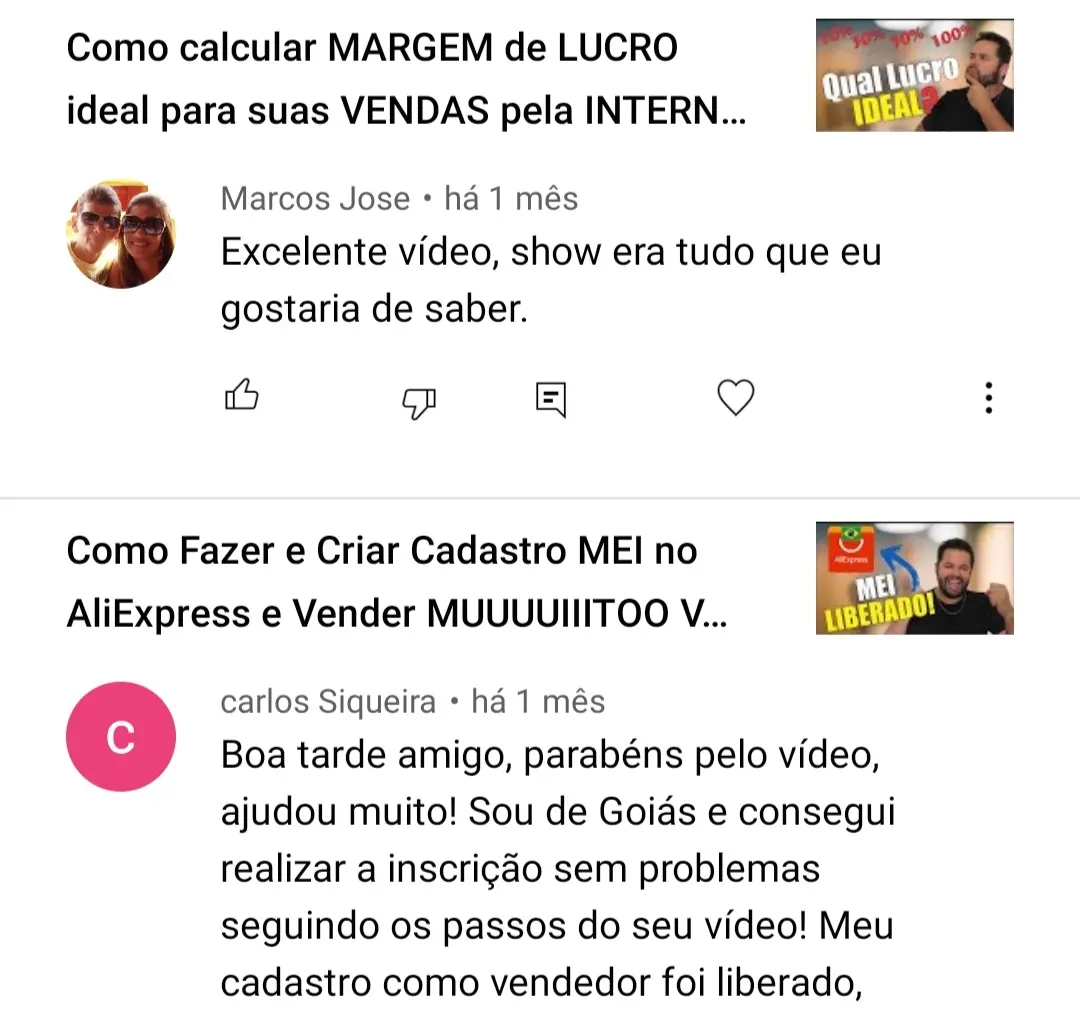 Como calcular MARGEM de LUCRO
ideal para suas VENDAS pela INTERN...
90% 100%
Qual Lucro
IDEAL?
Marcos Jose • há 1 mês
Excelente vídeo, show era tudo que eu
gostaria de saber.
Como Fazer e Criar Cadastro MEI no
AliExpress e Vender MUUUUIIITOO V...
AliExpress
MEI
LIBERADO!
C
carlos Siqueira • há 1 mês
Boa tarde amigo, parabéns pelo vídeo,
ajudou muito! Sou de Goiás e consegui
realizar a inscrição sem problemas
seguindo os passos do seu vídeo! Meu
cadastro como vendedor foi liberado,